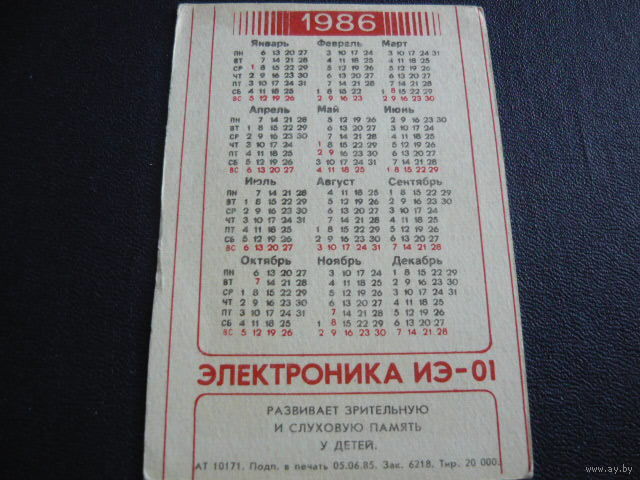 1986
Январь Февраль Март
ПН 6 13 20 27 3 10 17 24 3 10 17 24 31
ВТ 7 14 21 28 4 11 18 25 4 11 18 25
СР 1 8 15 22 29 5 12 19 26 5 12 19 26
ЧТ 2 9 16 23 30 6 13 20 27 6 13 20 27
ПТ 3 10 17 24 31 7 14 21 28 7 14 21 28
СБ 4 11 18 25 1 8 15 22 1 8 15 22 29
ВС 5 12 19 26 2 9 16 23 2 9 16 23 30
Апрель Май Июнь
ПН 7 14 21 28 5 12 19 26 2 9 16 23 30
ВТ 1 8 15 22 29 6 13 20 27 3 10 17 24
СР 2 9 16 23 30 7 14 21 28 4 11 18 25
ЧТ 3 10 17 24 1 8 15 22 29 5 12 19 26
ПТ 4 11 18 25 2 9 16 23 30 6 13 20 27
СБ 5 12 19 26 3 10 17 24 31 7 14 21 28
ВС 6 13 20 27 4 11 18 25 1 8 15 22 29
Июль Август Сентябрь
ПН 7 14 21 28 4 11 18 25 1 8 15 22 29
ВТ 1 8 15 22 29 5 12 19 26 2 9 16 23 30
СР 2 9 16 23 30 6 13 20 27 3 10 17 24
ЧТ 3 10 17 24 31 7 14 21 28 4 11 18 25
ПТ 4 11 18 25 1 8 15 22 29 5 12 19 26
СБ 5 12 19 26 2 9 16 23 30 6 13 20 27
ВС 6 13 20 27 3 10 17 24 31 7 14 21 28
Октябрь Ноябрь Декабрь
ПН 6 13 20 27 3 10 17 24 1 8 15 22 29
ВТ 7 14 21 28 4 11 18 25 2 9 16 23 30
СР 1 8 15 22 29 5 12 19 26 3 10 17 24 31
ЧТ 2 9 16 23 30 6 13 20 27 4 11 18 25
ПТ 3 10 17 24 31 7 14 21 28 5 12 19 26
СБ 4 11 18 25 1 8 15 22 29 6 13 20 27
ВС 5 12 19 26 2 9 16 23 30 7 14 21 28
ЭЛЕКТРОНИКА ИЭ-01
РАЗВИВАЕТ ЗРИТЕЛЬНУЮ
И СЛУХОВУЮ ПАМЯТЬ
У ДЕТЕЙ.
АТ 10171. Подп. в печать 05.06.85. Зак. 6218. Тир. 20 000.
www.ay.by